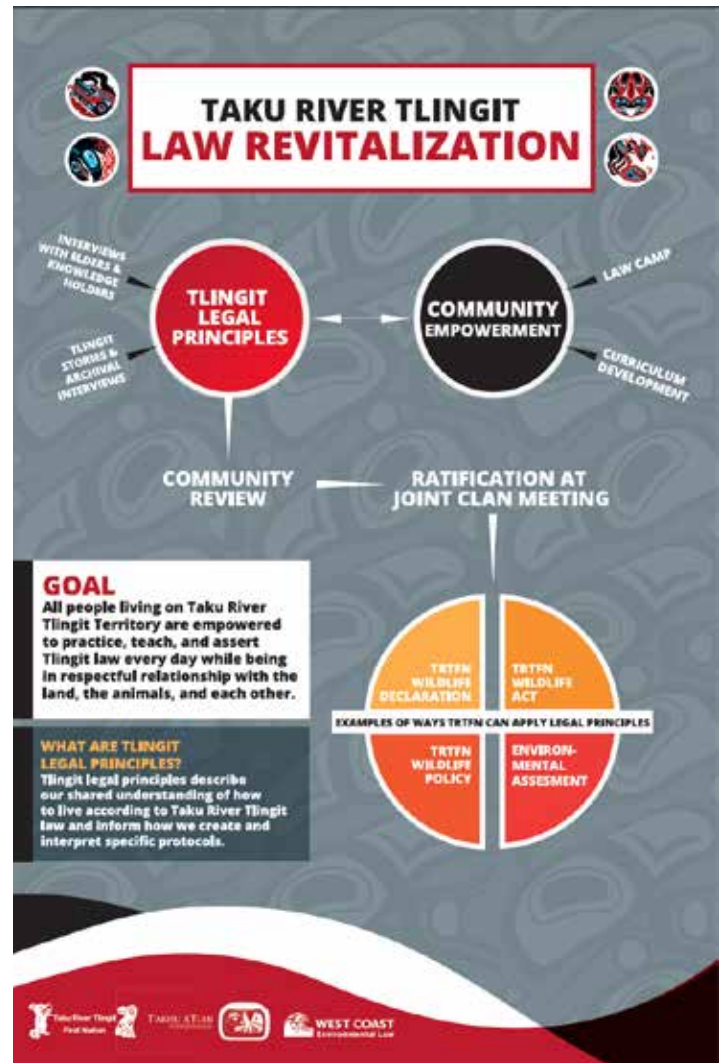 TAKU RIVER TLINGIT
LAW REVITALIZATION
INTERVIEWS
WITH ELDERS &
KNOWLEDGE
HOLDERS
TLINGIT
STORIES &
ARCHIVAL
INTERVIEWS
TLINGIT
LEGAL
PRINCIPLES
COMMUNITY
EMPOWERMENT
LAW CAMP
CURRICULUM
DEVELOPMENT
COMMUNITY
REVIEW
RATIFICATION AT
JOINT CLAN MEETING
GOAL
All people living on Taku River
Tlingit Territory are empowered
to practice, teach, and assert
Tlingit law every day while being
in respectful relationship with the
land, the animals, and each other.
WHAT ARE TLINGIT
LEGAL PRINCIPLES?
Tlingit legal principles describe
our shared understanding of how
to live according to Taku River Tlingit
law and inform how we create and
interpret specific protocols.
TRTFN
WILDLIFE
DECLARATION
TRTFN
WILDLIFE
ACT
EXAMPLES OF WAYS TRTFN CAN APPLY LEGAL PRINCIPLES
TRTFN
WILDLIFE
POLICY
ENVIRON-
MENTAL
ASSESMENT
Taku River Tlingit
First Nation
WEST COAST
Environmental Law